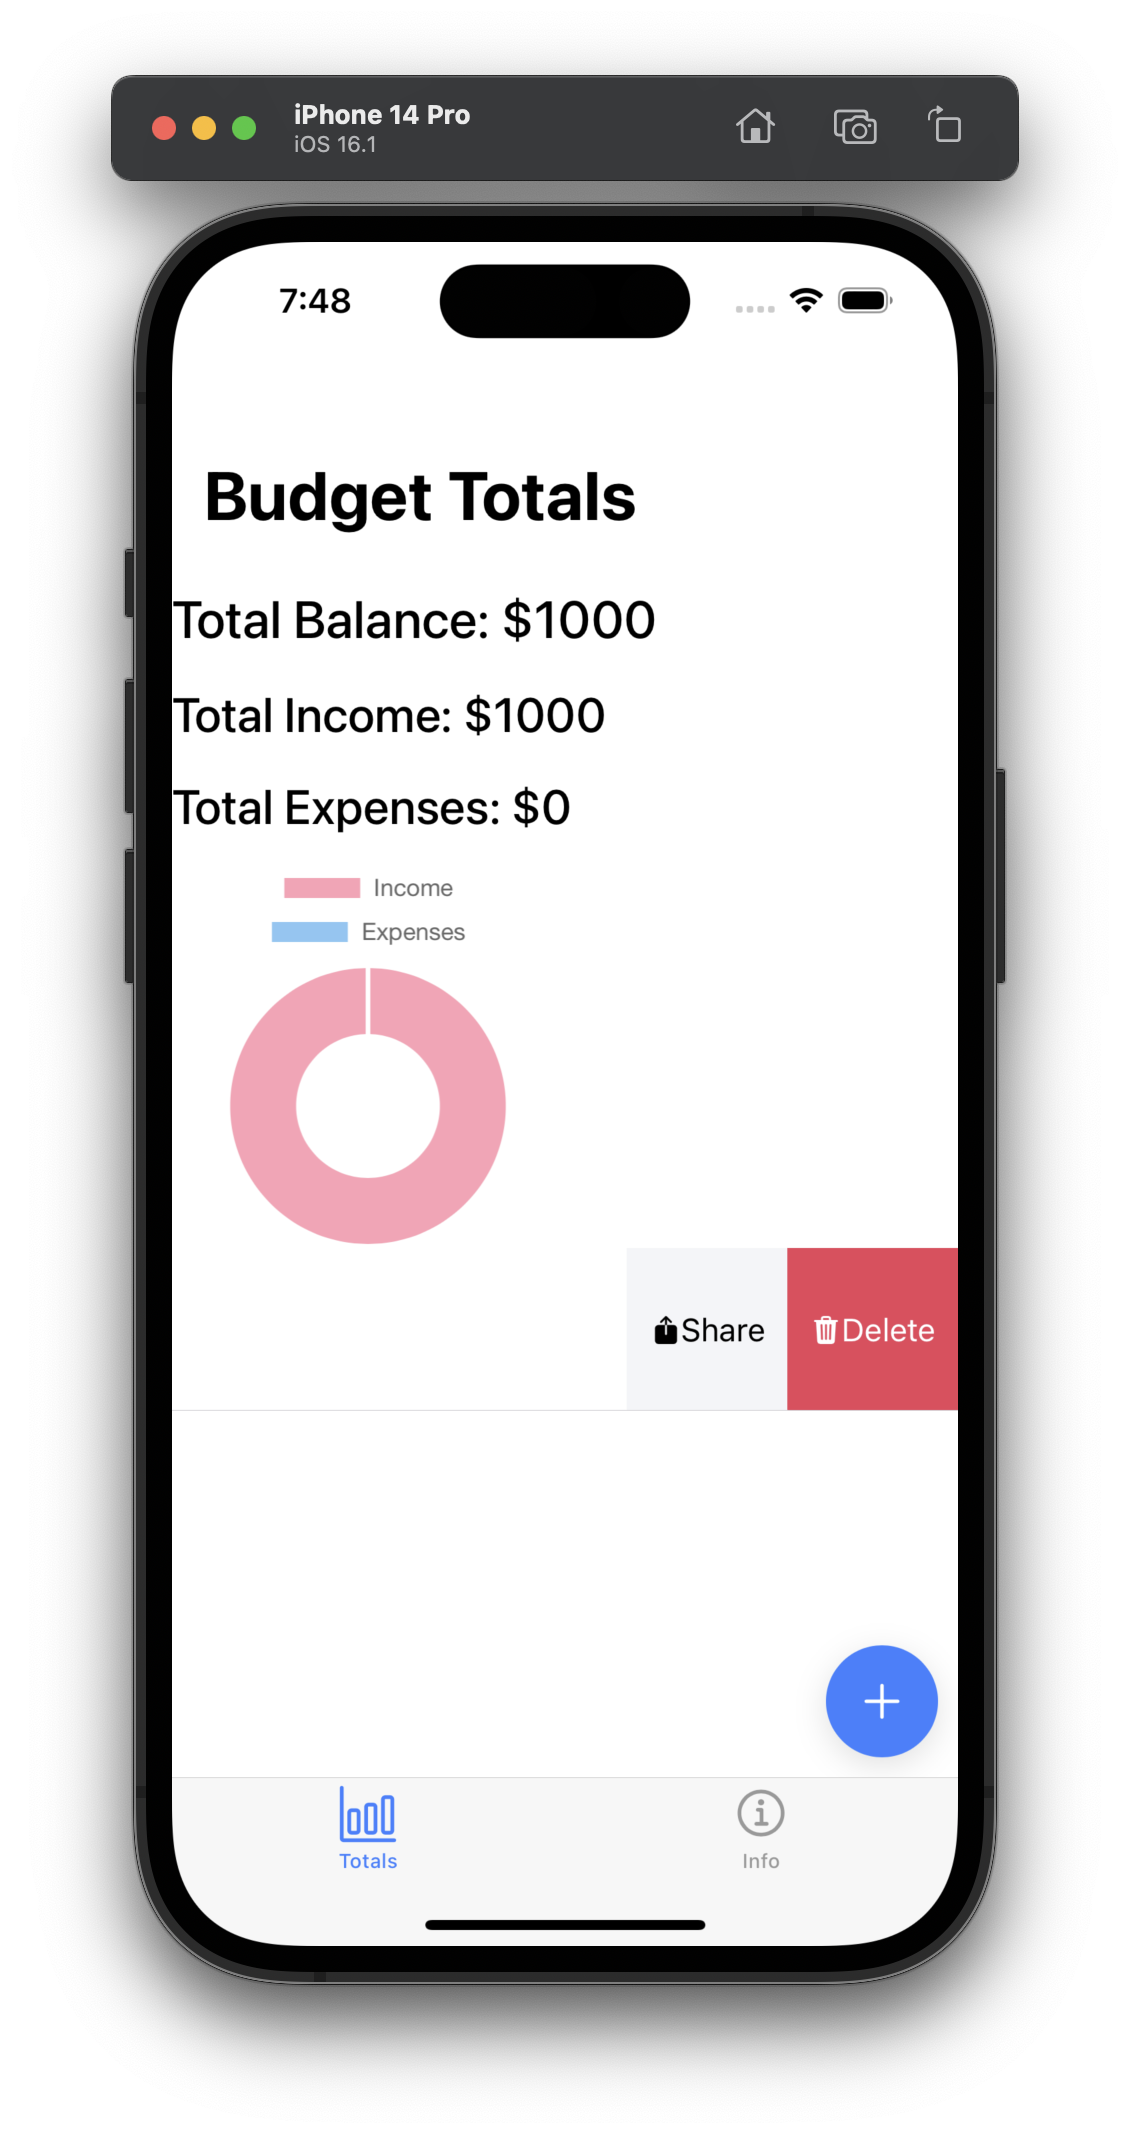 iPhone 14 Pro
iOS 16.1
7:48
Budget Totals
Total Balance: $1000
Total Income: $1000
Total Expenses: $0
Income
Expenses
Share Delete
Totals Info